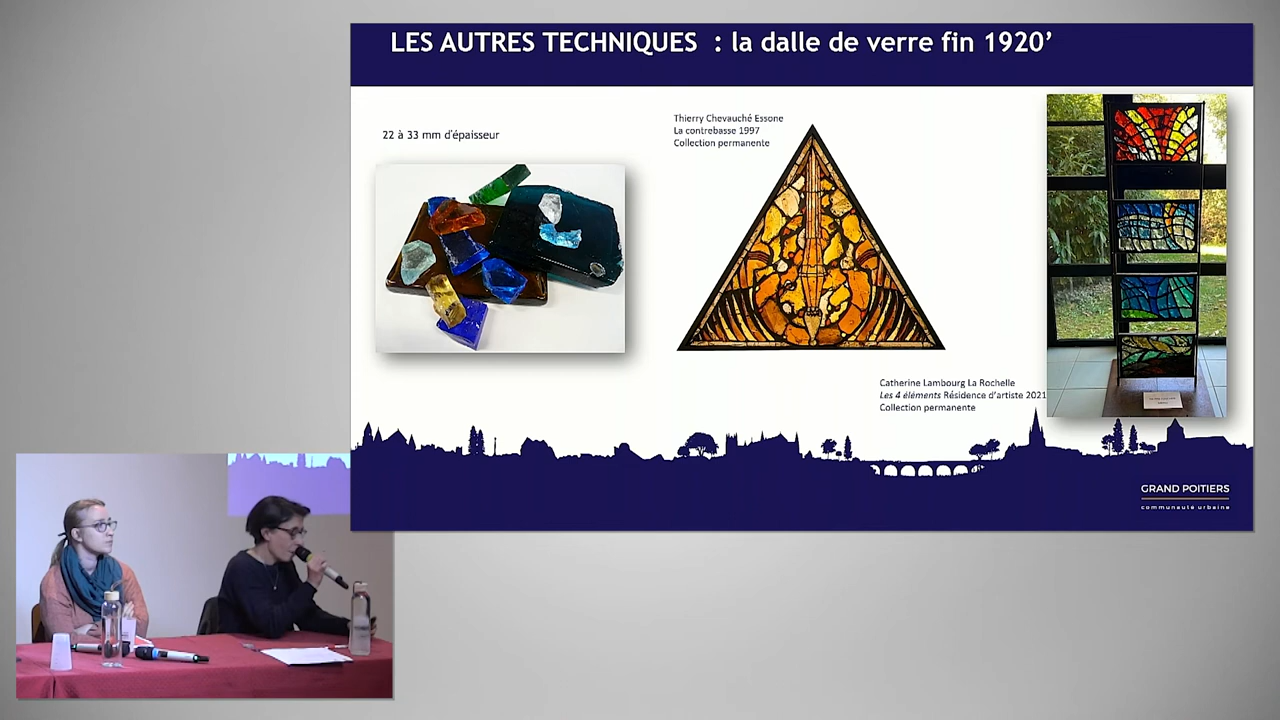 LES AUTRES TECHNIQUES : la dalle de verre fin 1920’
22 à 33 mm d'épaisseur
Thierry Chevauché Essone
La contrebasse 1997
Collection permanente
Catherine Lambourg La Rochelle
Les 4 éléments Résidence d'artiste 2021
Collection permanente
GRAND POITIERS
communauté urbaine